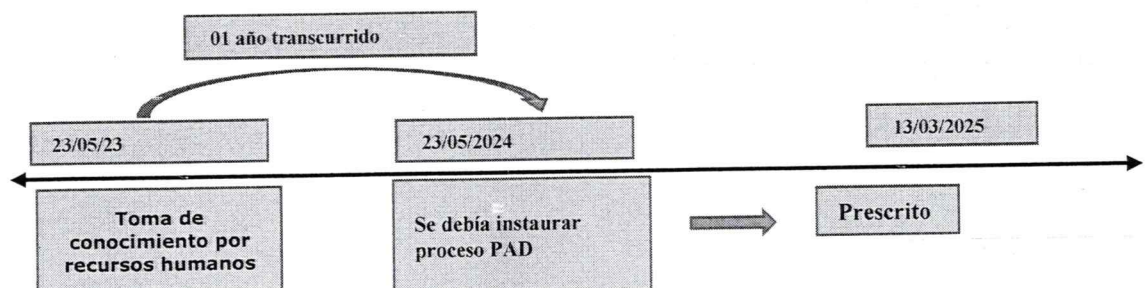 01 año transcurrido
23/05/23
23/05/2024
13/03/2025
Toma de
conocimiento por
recursos humanos
Se debía instaurar
proceso PAD
Prescrito